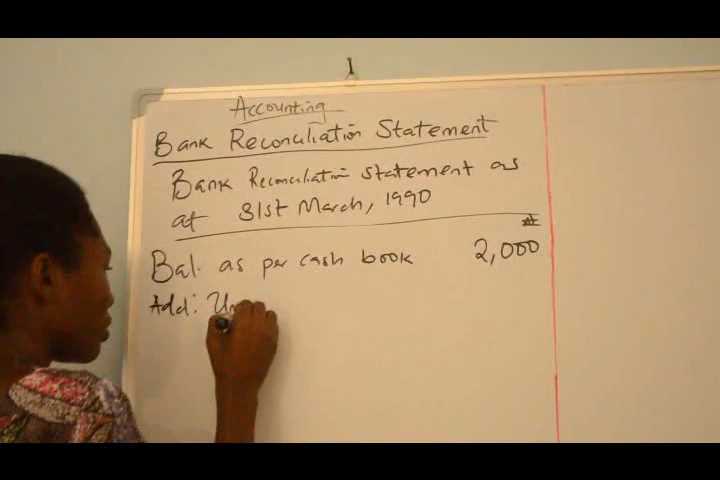 Accounting
Bank Reconciliation Statement
Bank Reconciliation statement as
at 31st March, 1990
₦
Bal. as per cash book 2,000
Add: Un